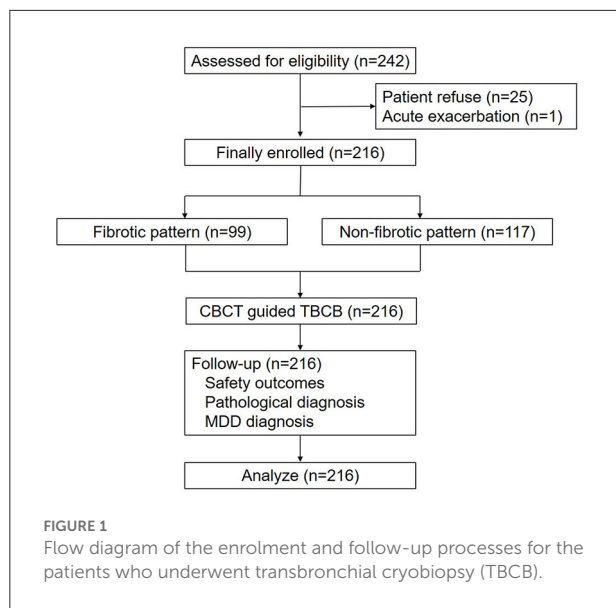 Assessed for eligibility (n=242)
Patient refuse (n=25)
Acute exacerbation (n=1)
Finally enrolled (n=216)
Fibrotic pattern (n=99)
Non-fibrotic pattern (n=117)
CBCT guided TBCB (n=216)
Follow-up (n=216)
Safety outcomes
Pathological diagnosis
MDD diagnosis
Analyze (n=216)
FIGURE 1
Flow diagram of the enrolment and follow-up processes for the
patients who underwent transbronchial cryobiopsy (TBCB).